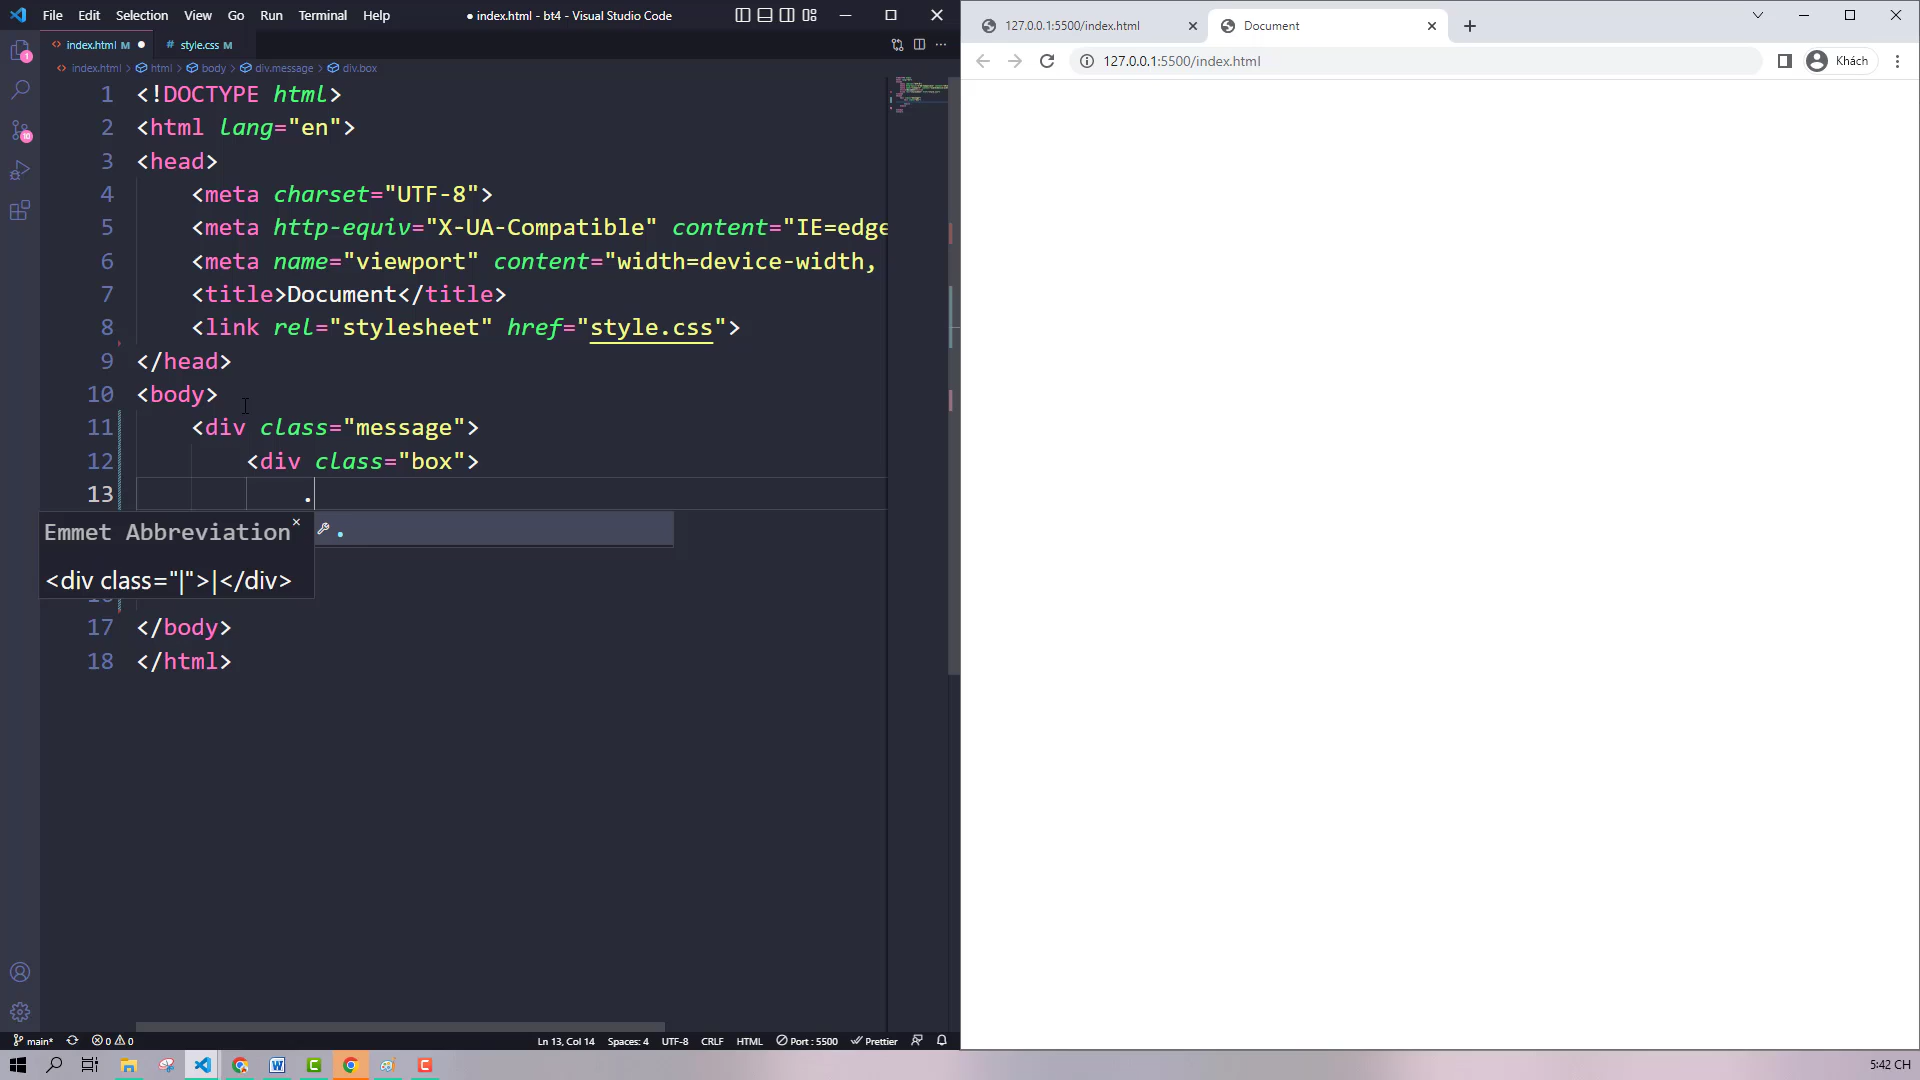 File Edit Selection View Go Run Terminal Help
● index.html - bt4 - Visual Studio Code
index.html M ●
# style.css M
index.html > html > body > div.message > div.box
1 <!DOCTYPE html>
2 <html lang="en">
3 <head>
4 <meta charset="UTF-8">
5 <meta http-equiv="X-UA-Compatible" content="IE=edge
6 <meta name="viewport" content="width=device-width,
7 <title>Document</title>
8 <link rel="stylesheet" href="style.css">
9 </head>
10 <body>
11 <div class="message">
12 <div class="box">
13 .
Emmet Abbreviation
.
<div class="|">|</div>
17 </body>
18 </html>
1
10
main*
0 0
Ln 13, Col 14
Spaces: 4
UTF-8
CRLF
HTML
Port : 5500
Prettier
127.0.0.1:5500/index.html
Document
127.0.0.1:5500/index.html
Khách
5:42 CH